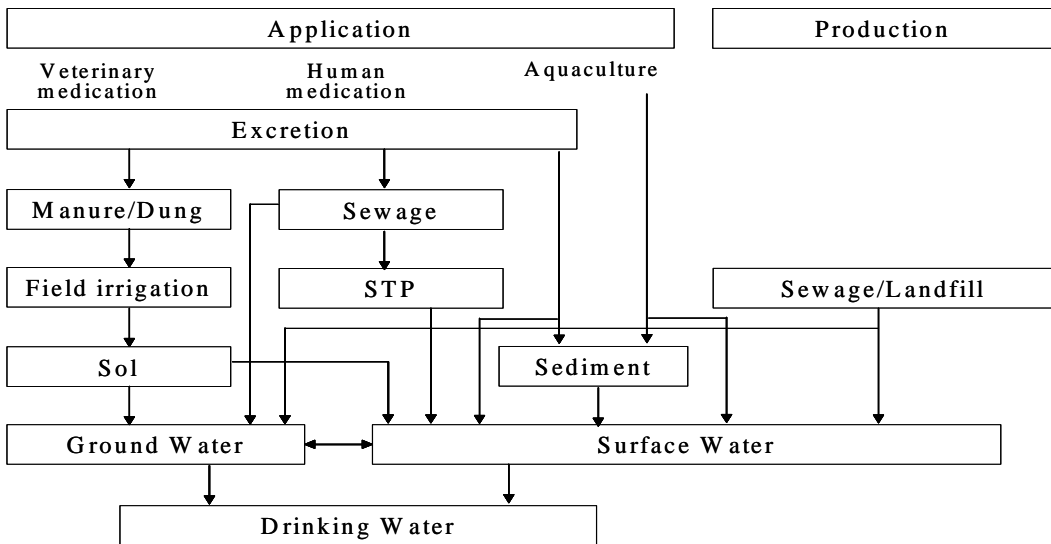 Application
Production
Veterinary
medication
Human
medication
Aquaculture
Excretion
Manure/Dung
Sewage
Field irrigation
STP
Sewage/Landfill
Sol
Sediment
Ground Water
Surface Water
Drinking Water